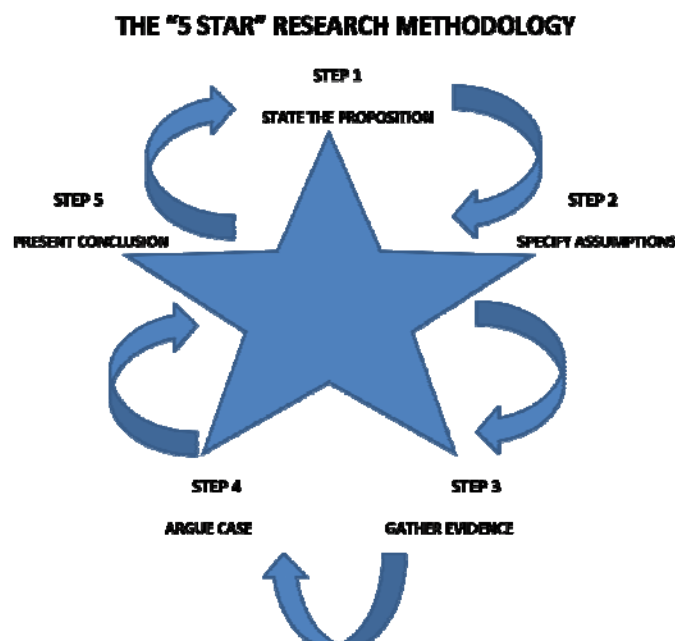 THE “5 STAR” RESEARCH METHODOLOGY
STEP 1
STATE THE PROPOSITION
STEP 2
SPECIFY ASSUMPTIONS
STEP 3
GATHER EVIDENCE
STEP 4
ARGUE CASE
STEP 5
PRESENT CONCLUSION